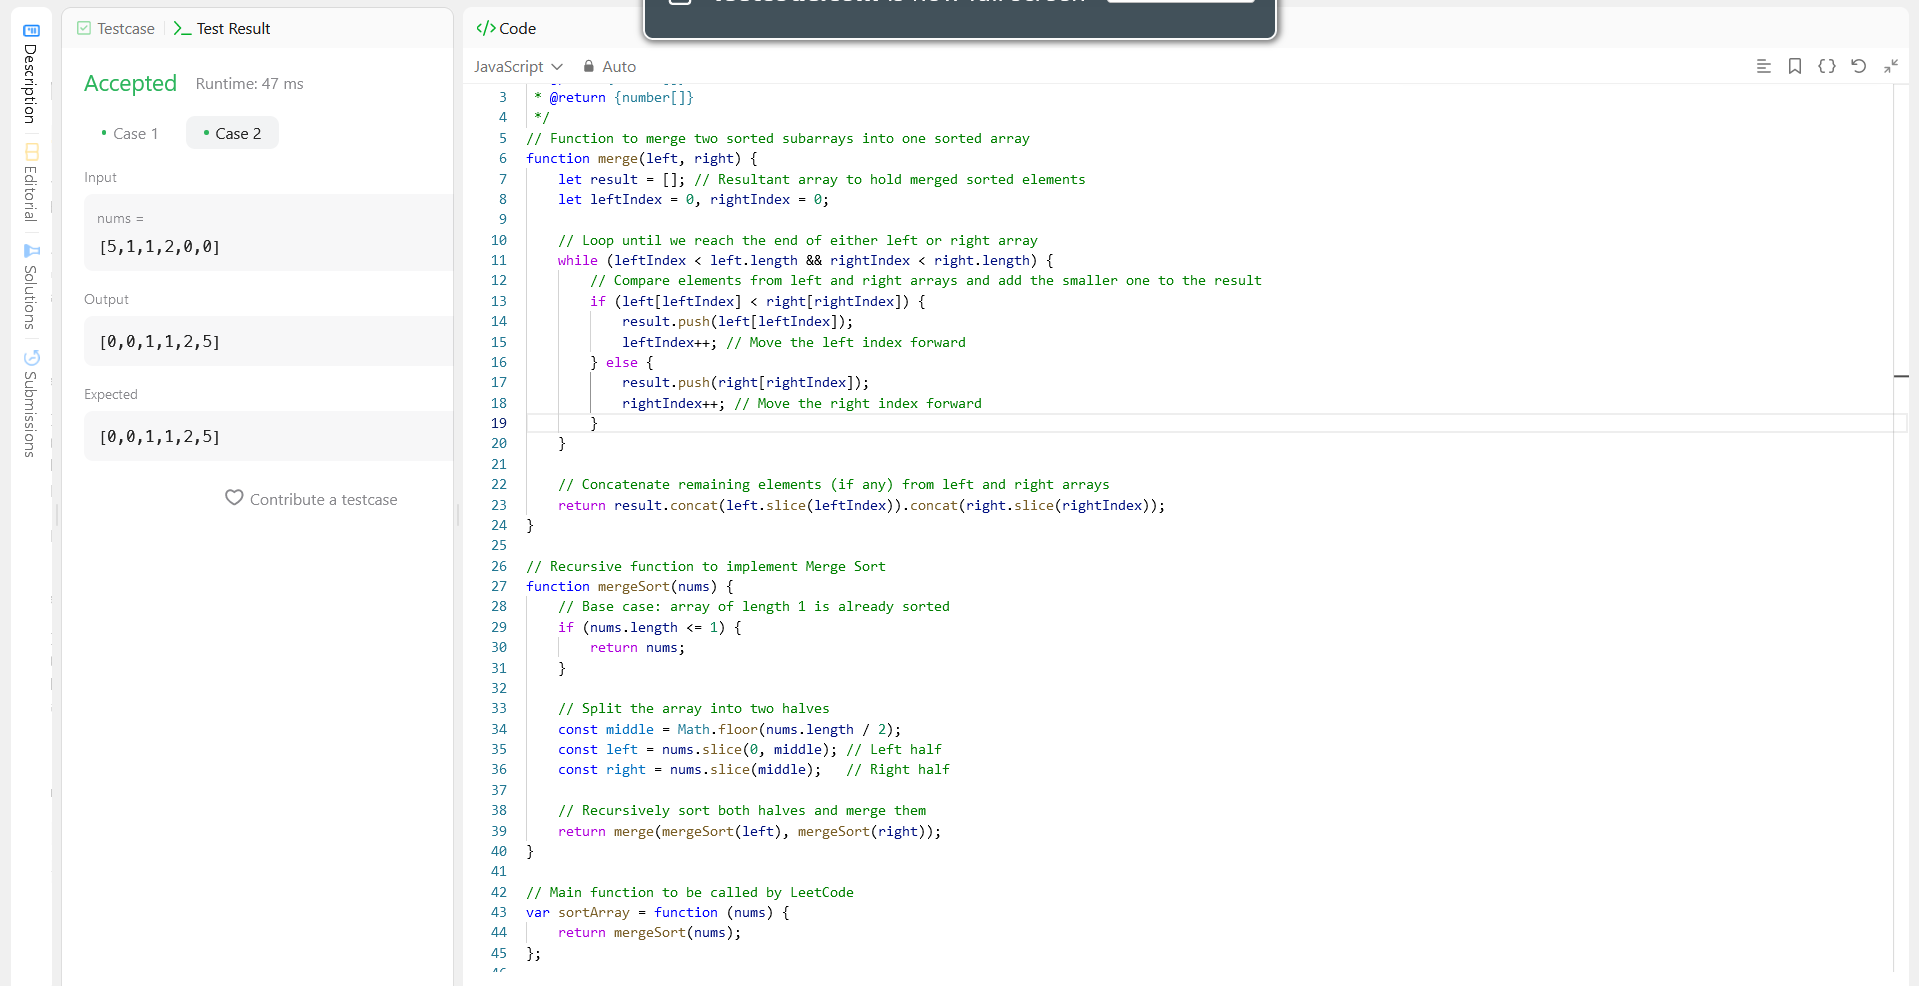 Description
Editorial
Solutions
Submissions
Testcase
Test Result
Accepted Runtime: 47 ms
Case 1
Case 2
Input
nums =
[5,1,1,2,0,0]
Output
[0,0,1,1,2,5]
Expected
[0,0,1,1,2,5]
Contribute a testcase
</> Code
JavaScript
Auto
3 * @return {number[]}
4 */
5 // Function to merge two sorted subarrays into one sorted array
6 function merge(left, right) {
7 let result = []; // Resultant array to hold merged sorted elements
8 let leftIndex = 0, rightIndex = 0;
9
10 // Loop until we reach the end of either left or right array
11 while (leftIndex < left.length && rightIndex < right.length) {
12 // Compare elements from left and right arrays and add the smaller one to the result
13 if (left[leftIndex] < right[rightIndex]) {
14 result.push(left[leftIndex]);
15 leftIndex++; // Move the left index forward
16 } else {
17 result.push(right[rightIndex]);
18 rightIndex++; // Move the right index forward
19 }
20 }
21
22 // Concatenate remaining elements (if any) from left and right arrays
23 return result.concat(left.slice(leftIndex)).concat(right.slice(rightIndex));
24 }
25
26 // Recursive function to implement Merge Sort
27 function mergeSort(nums) {
28 // Base case: array of length 1 is already sorted
29 if (nums.length <= 1) {
30 return nums;
31 }
32
33 // Split the array into two halves
34 const middle = Math.floor(nums.length / 2);
35 const left = nums.slice(0, middle); // Left half
36 const right = nums.slice(middle); // Right half
37
38 // Recursively sort both halves and merge them
39 return merge(mergeSort(left), mergeSort(right));
40 }
41
42 // Main function to be called by LeetCode
43 var sortArray = function (nums) {
44 return mergeSort(nums);
45 };